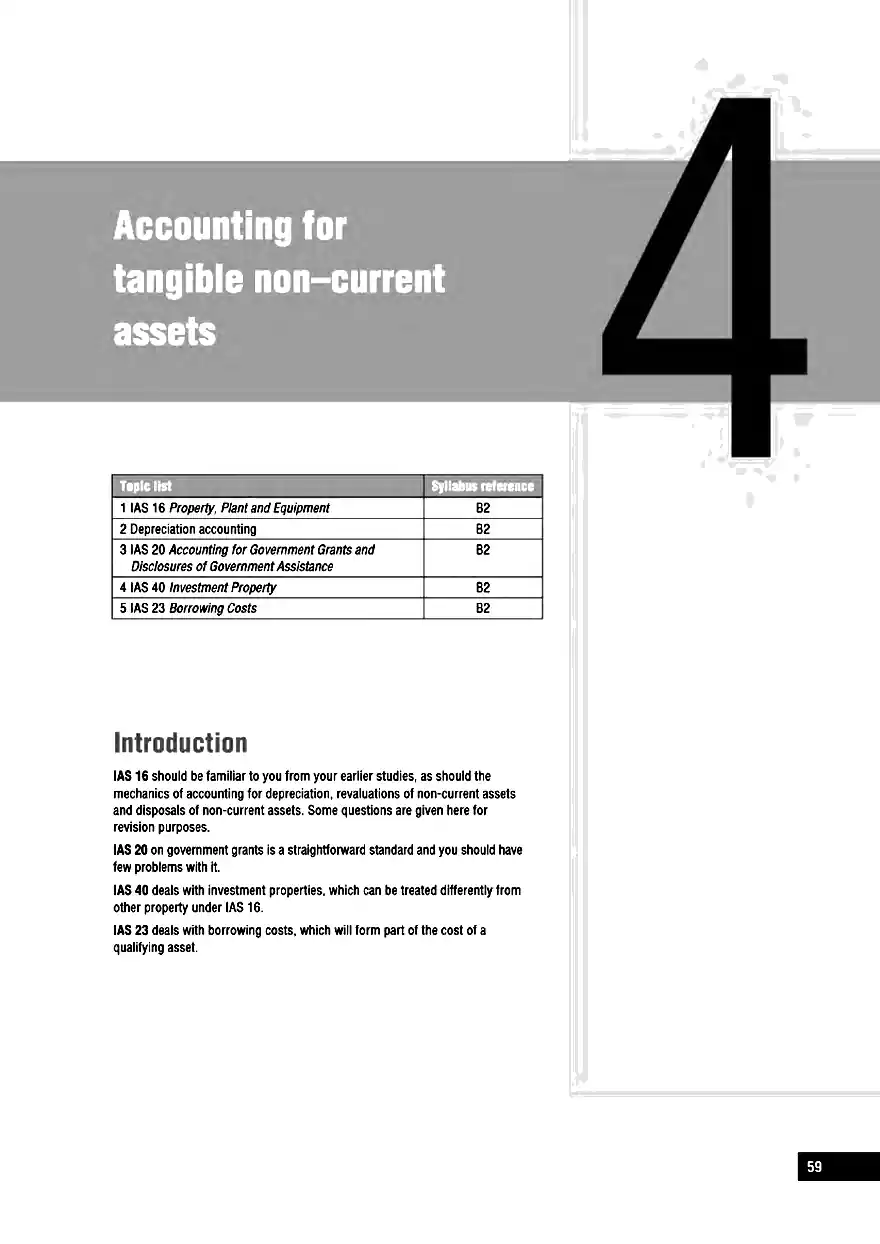 4
Accounting for
tangible non–current
assets
Topic list Syllabus reference
1 IAS 16 Property, Plant and Equipment B2
2 Depreciation accounting B2
3 IAS 20 Accounting for Government Grants and B2
Disclosures of Government Assistance
4 IAS 40 Investment Property B2
5 IAS 23 Borrowing Costs B2
Introduction
IAS 16 should be familiar to you from your earlier studies, as should the
mechanics of accounting for depreciation, revaluations of non-current assets
and disposals of non-current assets. Some questions are given here for
revision purposes.
IAS 20 on government grants is a straightforward standard and you should have
few problems with it.
IAS 40 deals with investment properties, which can be treated differently from
other property under IAS 16.
IAS 23 deals with borrowing costs, which will form part of the cost of a
qualifying asset.
59